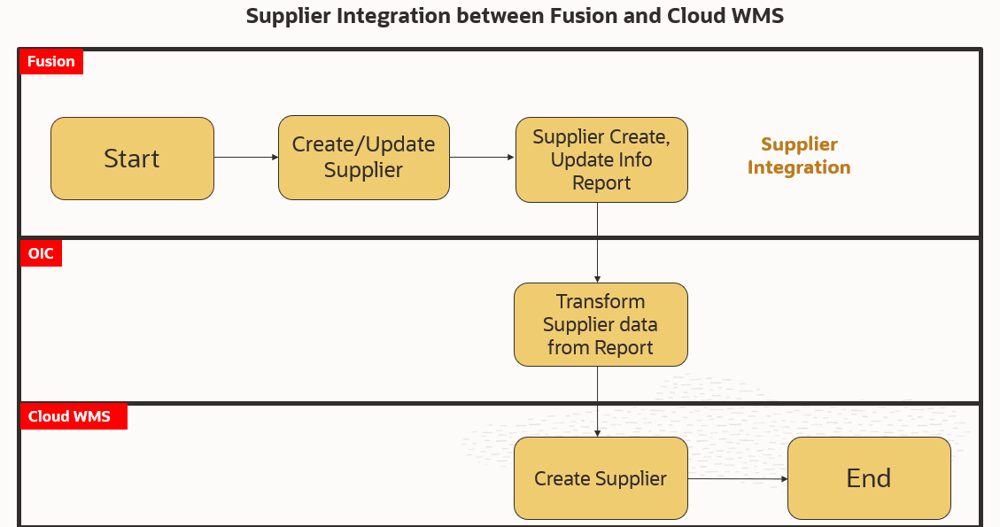 Supplier Integration between Fusion and Cloud WMS
Fusion
Start
Create/Update
Supplier
Supplier Create,
Update Info
Report
Supplier
Integration
OIC
Transform
Supplier data
from Report
Cloud WMS
Create Supplier
End